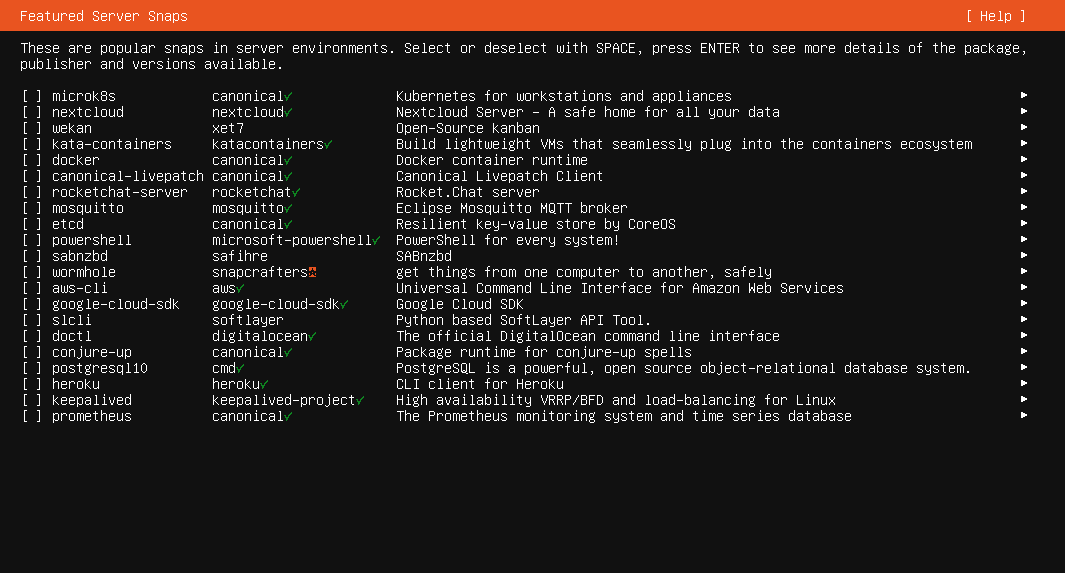 Featured Server Snaps [ Help ]
These are popular snaps in server environments. Select or deselect with SPACE, press ENTER to see more details of the package,
publisher and versions available.
[ ] microk8s canonical✓ Kubernetes for workstations and appliances ▸
[ ] nextcloud nextcloud✓ Nextcloud Server - A safe home for all your data ▸
[ ] wekan xet7 Open-Source kanban ▸
[ ] kata-containers katacontainers✓ Build lightweight VMs that seamlessly plug into the containers ecosystem ▸
[ ] docker canonical✓ Docker container runtime ▸
[ ] canonical-livepatch canonical✓ Canonical Livepatch Client ▸
[ ] rocketchat-server rocketchat✓ Rocket.Chat server ▸
[ ] mosquitto mosquitto✓ Eclipse Mosquitto MQTT broker ▸
[ ] etcd canonical✓ Resilient key-value store by CoreOS ▸
[ ] powershell microsoft-powershell✓ PowerShell for every system! ▸
[ ] sabnzbd safihre SABnzbd ▸
[ ] wormhole snapcrafters get things from one computer to another, safely ▸
[ ] aws-cli aws✓ Universal Command Line Interface for Amazon Web Services ▸
[ ] google-cloud-sdk google-cloud-sdk✓ Google Cloud SDK ▸
[ ] slcli softlayer Python based SoftLayer API Tool. ▸
[ ] doctl digitalocean✓ The official DigitalOcean command line interface ▸
[ ] conjure-up canonical✓ Package runtime for conjure-up spells ▸
[ ] postgresql10 cmd✓ PostgreSQL is a powerful, open source object-relational database system. ▸
[ ] heroku heroku✓ CLI client for Heroku ▸
[ ] keepalived keepalived-project✓ High availability VRRP/BFD and load-balancing for Linux ▸
[ ] prometheus canonical✓ The Prometheus monitoring system and time series database ▸